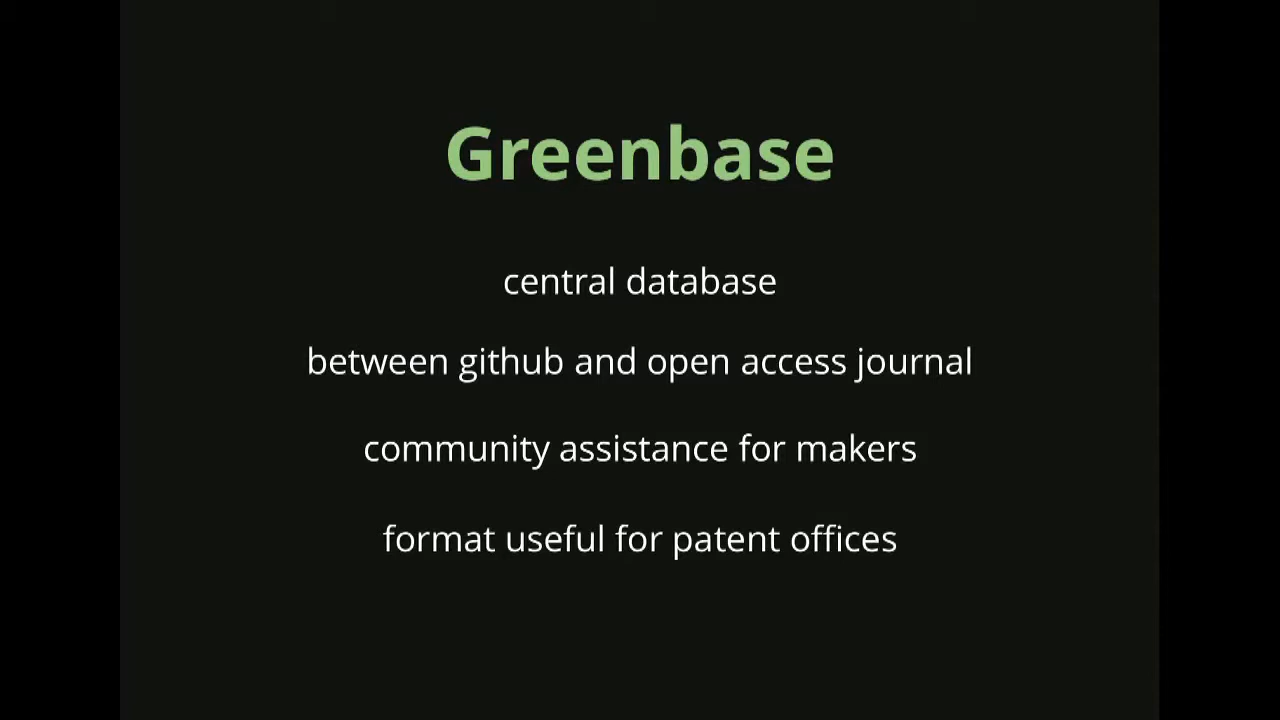 Greenbase
central database
between github and open access journal
community assistance for makers
format useful for patent offices